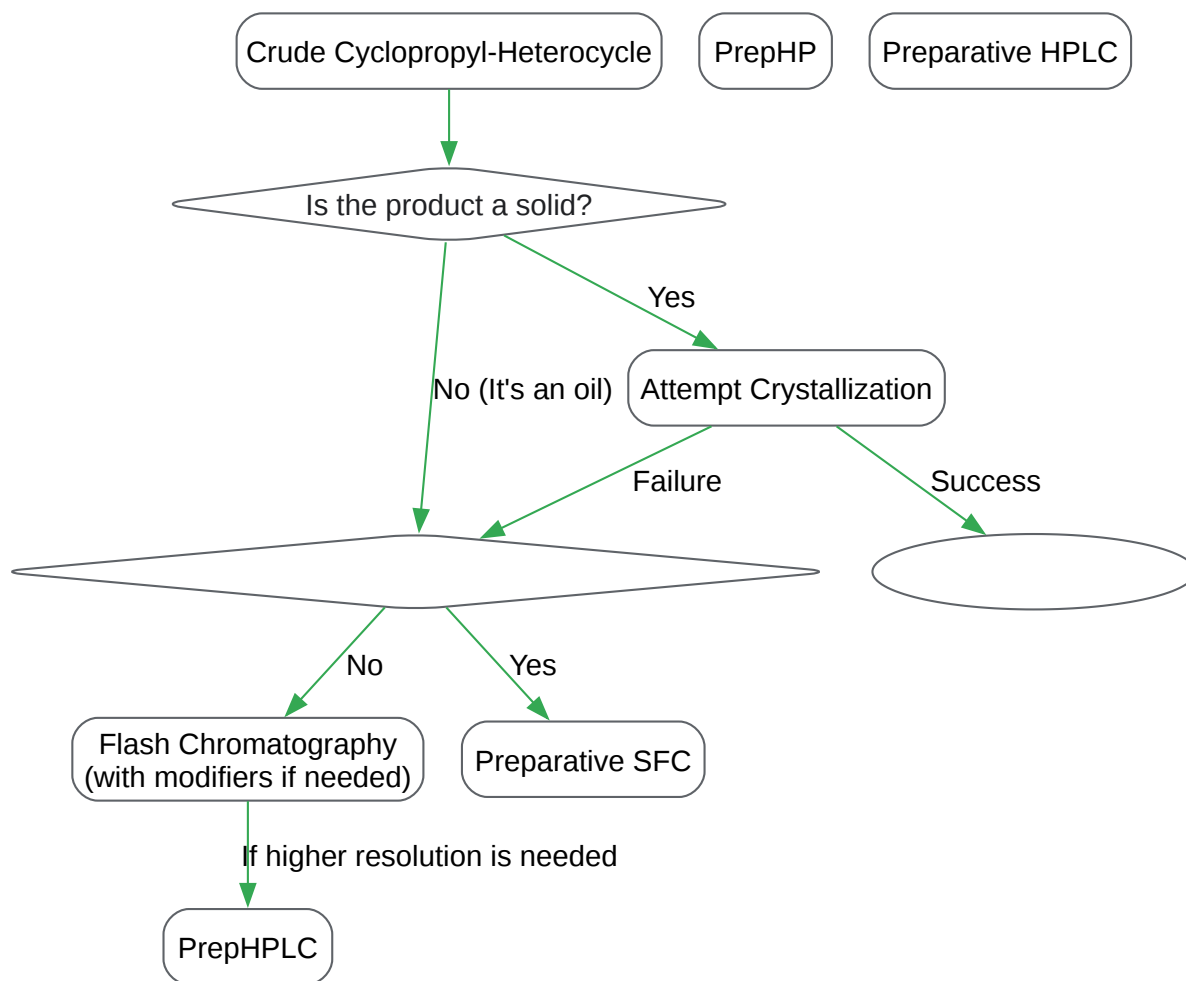 Crude Cyclopropyl-Heterocycle
PrepHP
Preparative HPLC
Is the product a solid?
Yes
No (It's an oil)
Attempt Crystallization
Failure
Success
No
Yes
Flash Chromatography
(with modifiers if needed)
Preparative SFC
If higher resolution is needed
PrepHPLC